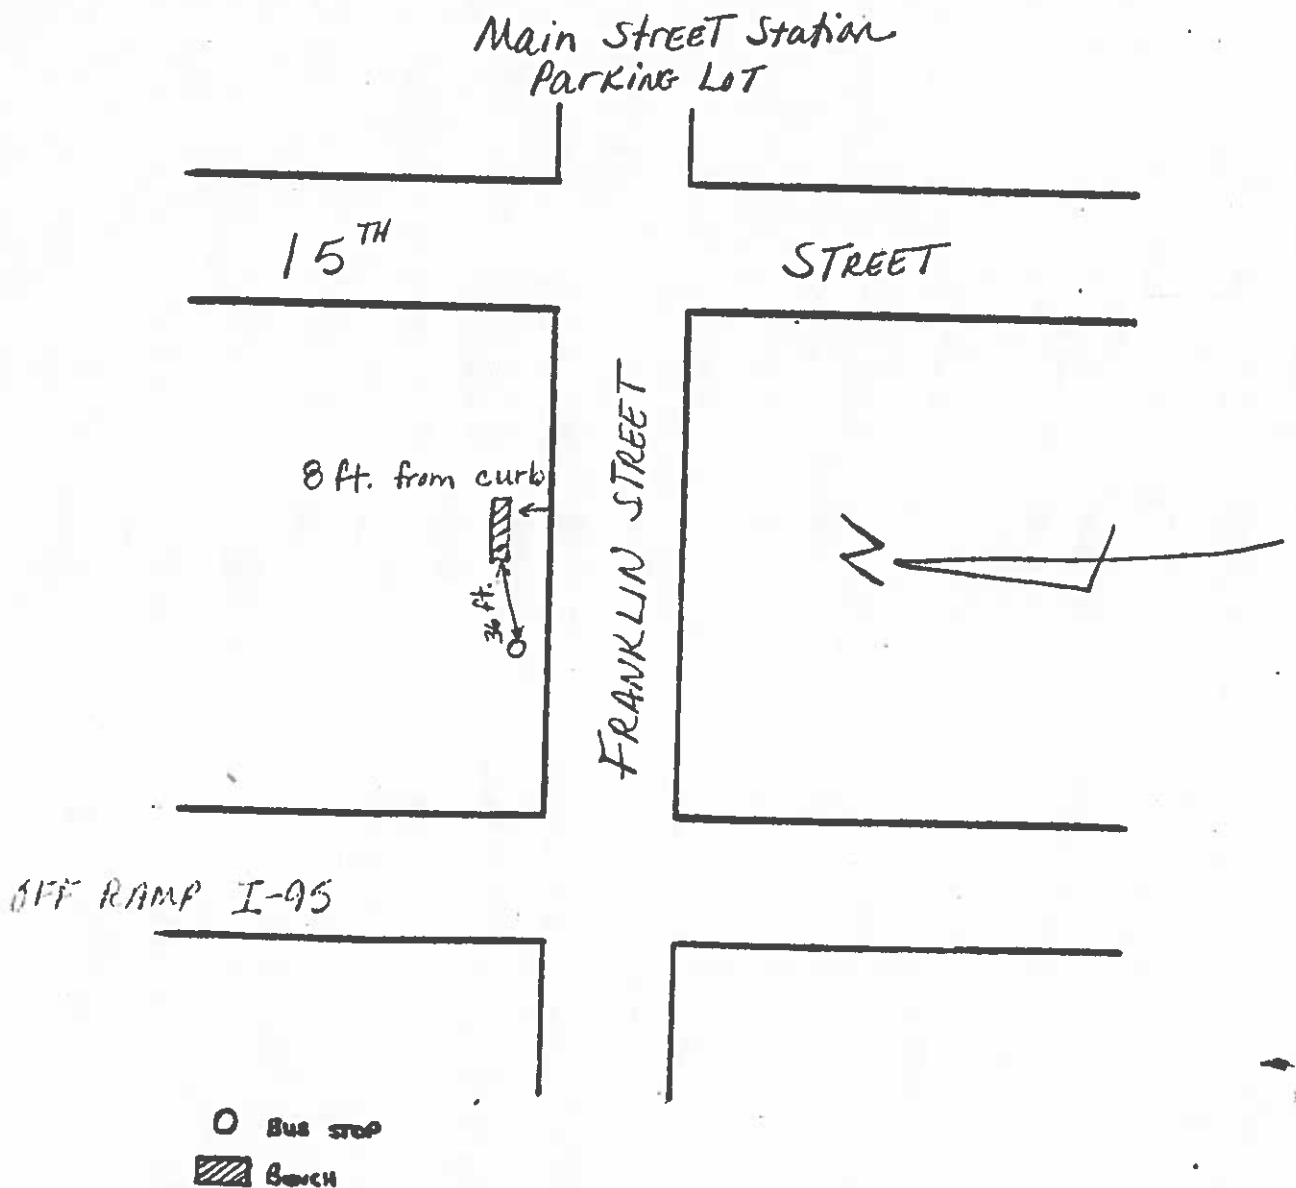 Main Street Station
Parking Lot
15TH STREET
8 ft. from curb
36 ft.
FRANKLIN STREET
N
OFF RAMP I-95
Bus STOP
BENCH